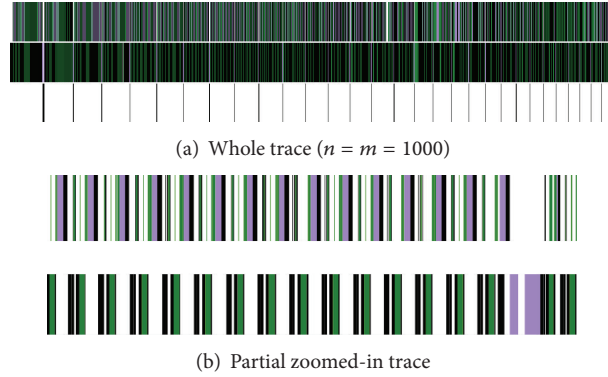 (a) Whole trace (n = m = 1000)
(b) Partial zoomed-in trace